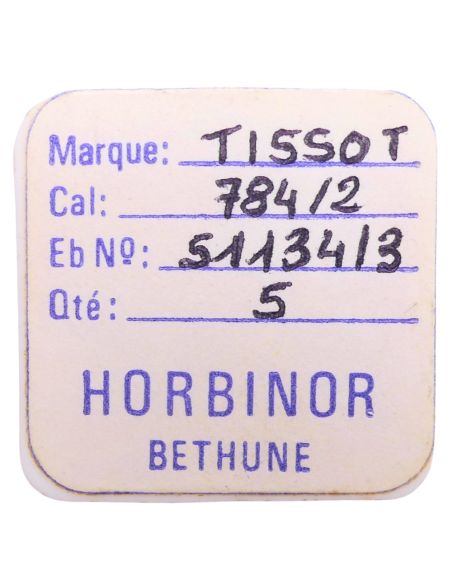 Marque: TISSOT
Cal: 784/2
Eb Nº: 51134/3
Qté: 5
HORBINOR
BETHUNE